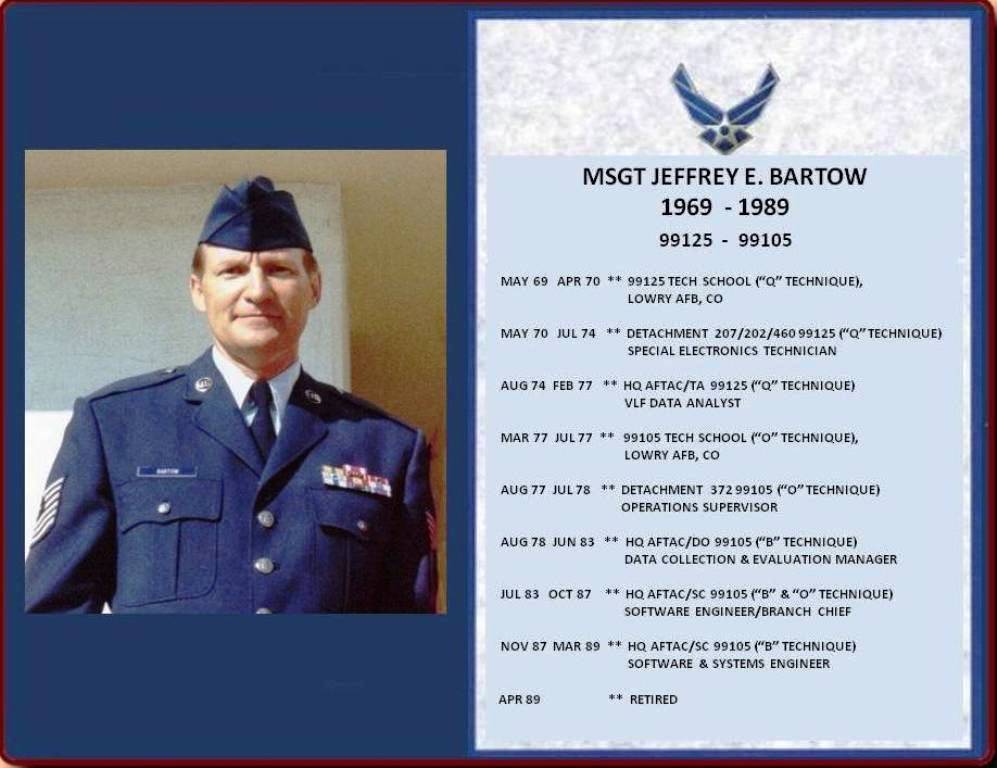 BARTOW
MSGT JEFFREY E. BARTOW
1969 - 1989
99125 - 99105
MAY 69 APR 70 ** 99125 TECH SCHOOL (“Q” TECHNIQUE),
LOWRY AFB, CO
MAY 70 JUL 74 ** DETACHMENT 207/202/460 99125 (“Q” TECHNIQUE)
SPECIAL ELECTRONICS TECHNICIAN
AUG 74 FEB 77 ** HQ AFTAC/TA 99125 (“Q” TECHNIQUE)
VLF DATA ANALYST
MAR 77 JUL 77 ** 99105 TECH SCHOOL (“O” TECHNIQUE),
LOWRY AFB, CO
AUG 77 JUL 78 ** DETACHMENT 372 99105 (“O” TECHNIQUE)
OPERATIONS SUPERVISOR
AUG 78 JUN 83 ** HQ AFTAC/DO 99105 (“B” TECHNIQUE)
DATA COLLECTION & EVALUATION MANAGER
JUL 83 OCT 87 ** HQ AFTAC/SC 99105 (“B” & “O” TECHNIQUE)
SOFTWARE ENGINEER/BRANCH CHIEF
NOV 87 MAR 89 ** HQ AFTAC/SC 99105 (“B” TECHNIQUE)
SOFTWARE & SYSTEMS ENGINEER
APR 89 ** RETIRED